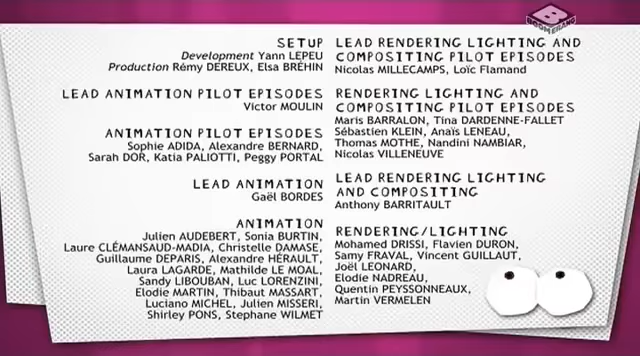 BOOMERANG
SETUP
Development Yann LEPEU
Production Rémy DEREUX, Elsa BRÉHIN
LEAD ANIMATION PILOT EPISODES
Victor MOULIN
ANIMATION PILOT EPISODES
Sophie ADIDA, Alexandre BERNARD,
Sarah DOR, Katia PALIOTTI, Peggy PORTAL
LEAD ANIMATION
Gaël BORDES
ANIMATION
Julien AUDEBERT, Sonia BURTIN,
Laure CLÉMANSAUD-MADIA, Christelle DAMASE,
Guillaume DEPARIS, Alexandre HÉRAULT,
Laura LAGARDE, Mathilde LE MOAL,
Sandy LIBOUBAN, Luc LORENZINI,
Elodie MARTIN, Thibaut MASSART,
Luciano MICHEL, Julien MISSERI,
Shirley PONS, Stephane WILMET
LEAD RENDERING LIGHTING AND
COMPOSITING PILOT EPISODES
Nicolas MILLECAMPS, Loïc Flamand
RENDERING LIGHTING AND
COMPOSITING PILOT EPISODES
Maris BARRALON, Tina DARDENNE-FALLET
Sébastien KLEIN, Anaïs LENEAU,
Thomas MOTHE, Nandini NAMBIAR,
Nicolas VILLENEUVE
LEAD RENDERING LIGHTING
AND COMPOSITING
Anthony BARRITAULT
RENDERING/LIGHTING
Mohamed DRISSI, Flavien DURON,
Samy FRAVAL, Vincent GUILLAUT,
Joël LEONARD,
Elodie NADREAU,
Quentin PEYSSONNEAUX,
Martin VERMELEN